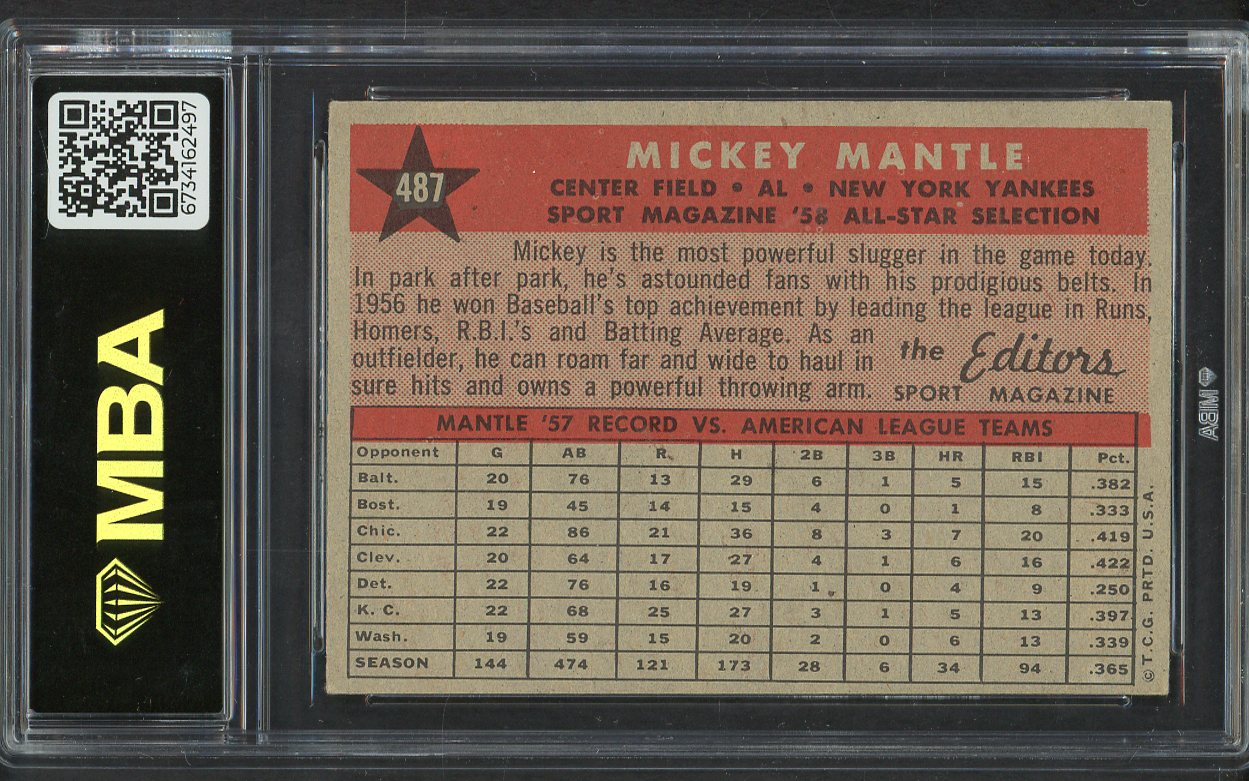 6734162497
MBA
487
MICKEY MANTLE
CENTER FIELD • AL • NEW YORK YANKEES
SPORT MAGAZINE '58 ALL-STAR SELECTION
Mickey is the most powerful slugger in the game today.
In park after park, he's astounded fans with his prodigious belts. In
1956 he won Baseball's top achievement by leading the league in Runs,
Homers, R.B.I.'s and Batting Average. As an
outfielder, he can roam far and wide to haul in
sure hits and owns a powerful throwing arm.
the Editors
SPORT MAGAZINE
MANTLE '57 RECORD VS. AMERICAN LEAGUE TEAMS
Opponent G AB R H 2B 3B HR RBI Pct.
Balt. 20 76 13 29 6 1 5 15 .382
Bost. 19 45 14 15 4 0 1 8 .333
Chic. 22 86 21 36 8 3 7 20 .419
Clev. 20 64 17 27 4 1 6 16 .422
Det. 22 76 16 19 1 0 4 9 .250
K. C. 22 68 25 27 3 1 5 13 .397
Wash. 19 59 15 20 2 0 6 13 .339
SEASON 144 474 121 173 28 6 34 94 .365
© T.C.G. PRTD. U.S.A.
MBA